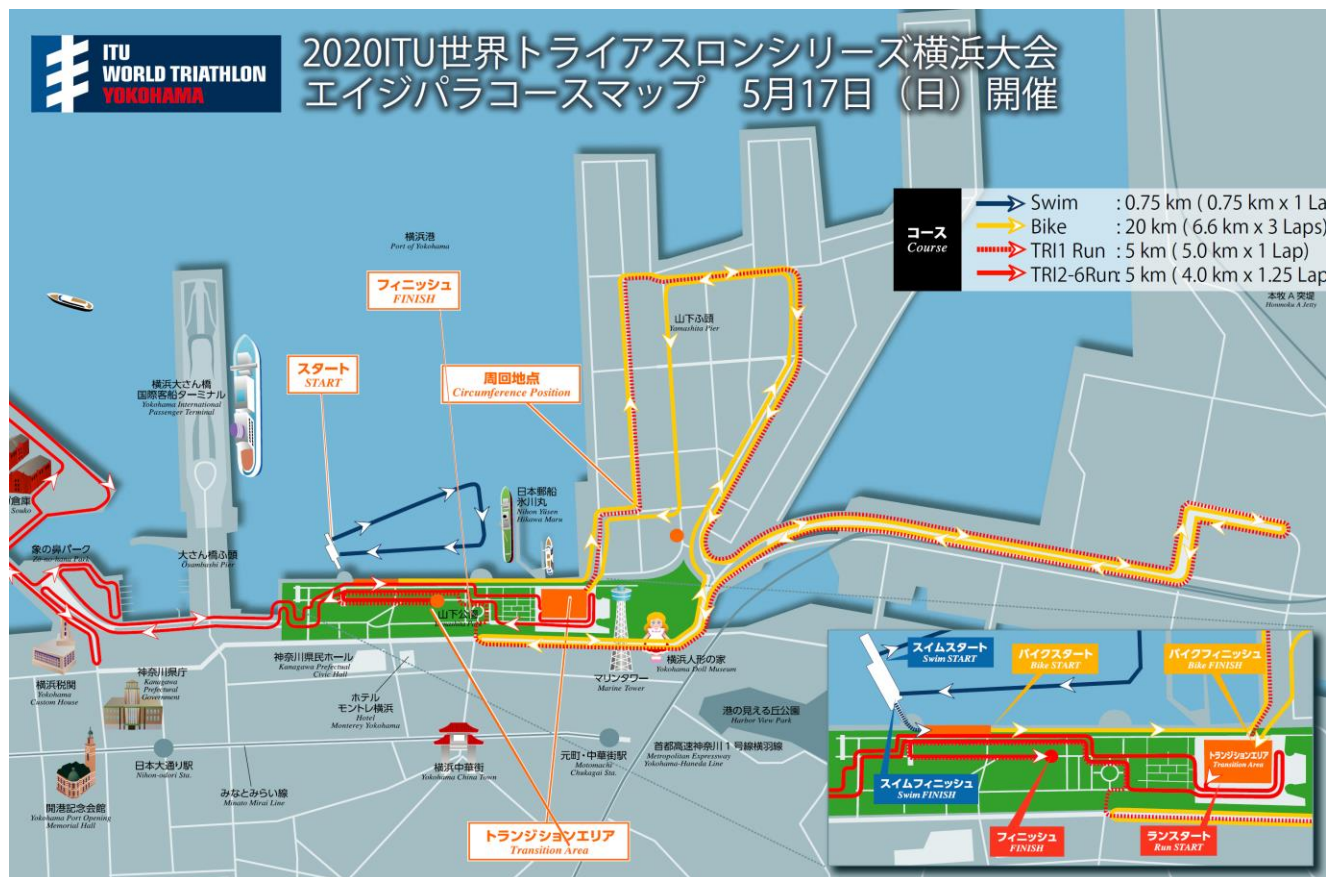 ITU
WORLD TRIATHLON
YOKOHAMA
2020ITU世界トライアスロンシリーズ横浜大会
エイジパラコースマップ 5月17日（日）開催
コース
Course
Swim : 0.75 km ( 0.75 km x 1 La
Bike : 20 km ( 6.6 km x 3 Laps)
TRI1 Run : 5 km ( 5.0 km x 1 Lap)
TRI2-6Run: 5 km ( 4.0 km x 1.25 Lap
本牧A突堤
Honmoku A Jetty
横浜港
Port of Yokohama
フィニッシュ
FINISH
山下ふ頭
Yamashita Pier
スタート
START
周回地点
Circumference Position
横浜大さん橋
国際客船ターミナル
Yokohama International
Passenger Terminal
倉庫
Souko
日本郵船
氷川丸
Nihon Yûsen
Hikawa Maru
象の鼻パーク
Zô-no-hana Park
大さん橋ふ頭
Osambashi Pier
山下公園
横浜税関
Yokohama
Custom House
神奈川県庁
Kanagawa
Prefectural
Government
神奈川県民ホール
Kanagawa Prefectual
Civic Hall
ホテル
モントレ横浜
Hotel
Monterey Yokohama
マリンタワー
Marine Tower
横浜人形の家
Yokohama Doll Museum
港の見える丘公園
Harbor View Park
日本大通り駅
Nihon-odori Sta.
横浜中華街
Yokohama China Town
元町・中華街駅
Motomachi
Chukagai Sta.
首都高速神奈川1号線横羽線
Metropolitan Expressway
Yokohama-Haneda Line
みなとみらい線
Minato Mirai Line
開港記念会館
Yokohama Port Opening
Memorial Hall
トランジションエリア
Transition Area
スイムスタート
Swim START
バイクスタート
Bike START
バイクフィニッシュ
Bike FINISH
トランジションエリア
Transition Area
スイムフィニッシュ
Swim FINISH
フィニッシュ
FINISH
ランスタート
Run START